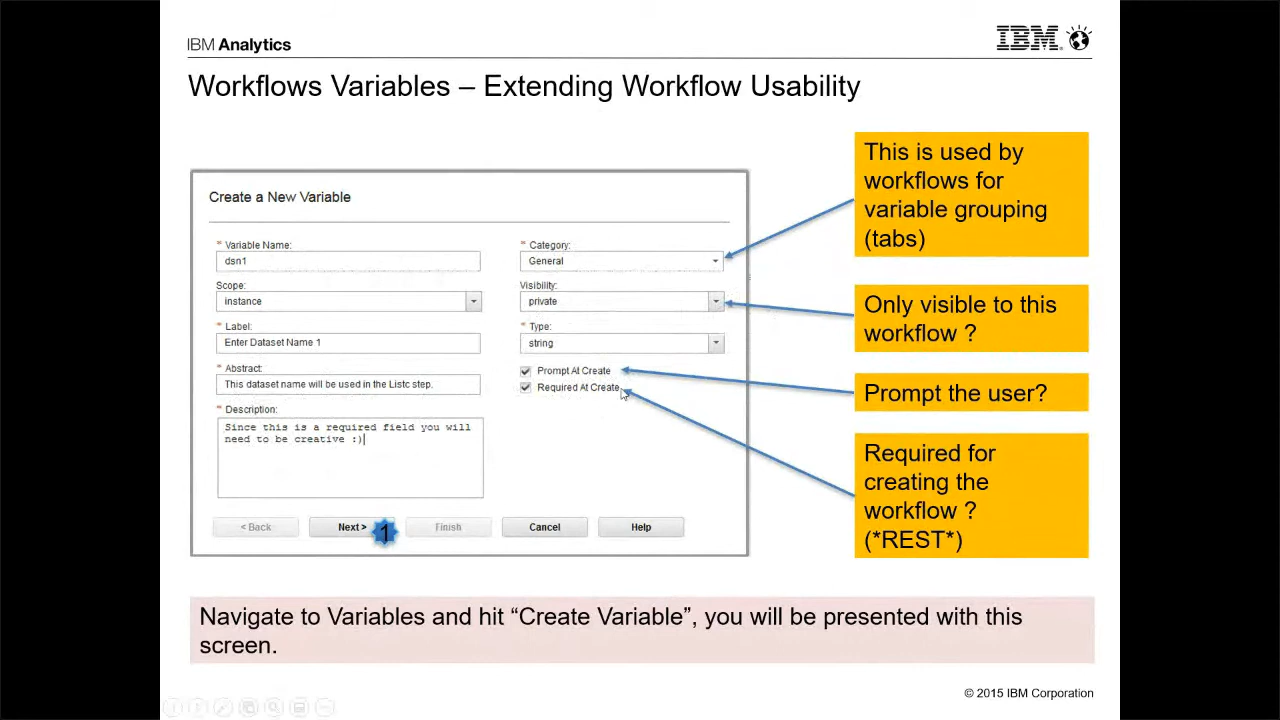 IBM Analytics
IBM
Workflows Variables – Extending Workflow Usability
Create a New Variable
* Variable Name:
dsn1
* Category:
General
Scope:
instance
Visibility:
private
* Label:
Enter Dataset Name 1
* Type:
string
* Abstract:
This dataset name will be used in the Listc step.
Prompt At Create
Required At Create
* Description:
Since this is a required field you will
need to be creative :)
< Back
Next >
1
Finish
Cancel
Help
This is used by
workflows for
variable grouping
(tabs)
Only visible to this
workflow ?
Prompt the user?
Required for
creating the
workflow ?
(*REST*)
Navigate to Variables and hit “Create Variable”, you will be presented with this
screen.
© 2015 IBM Corporation